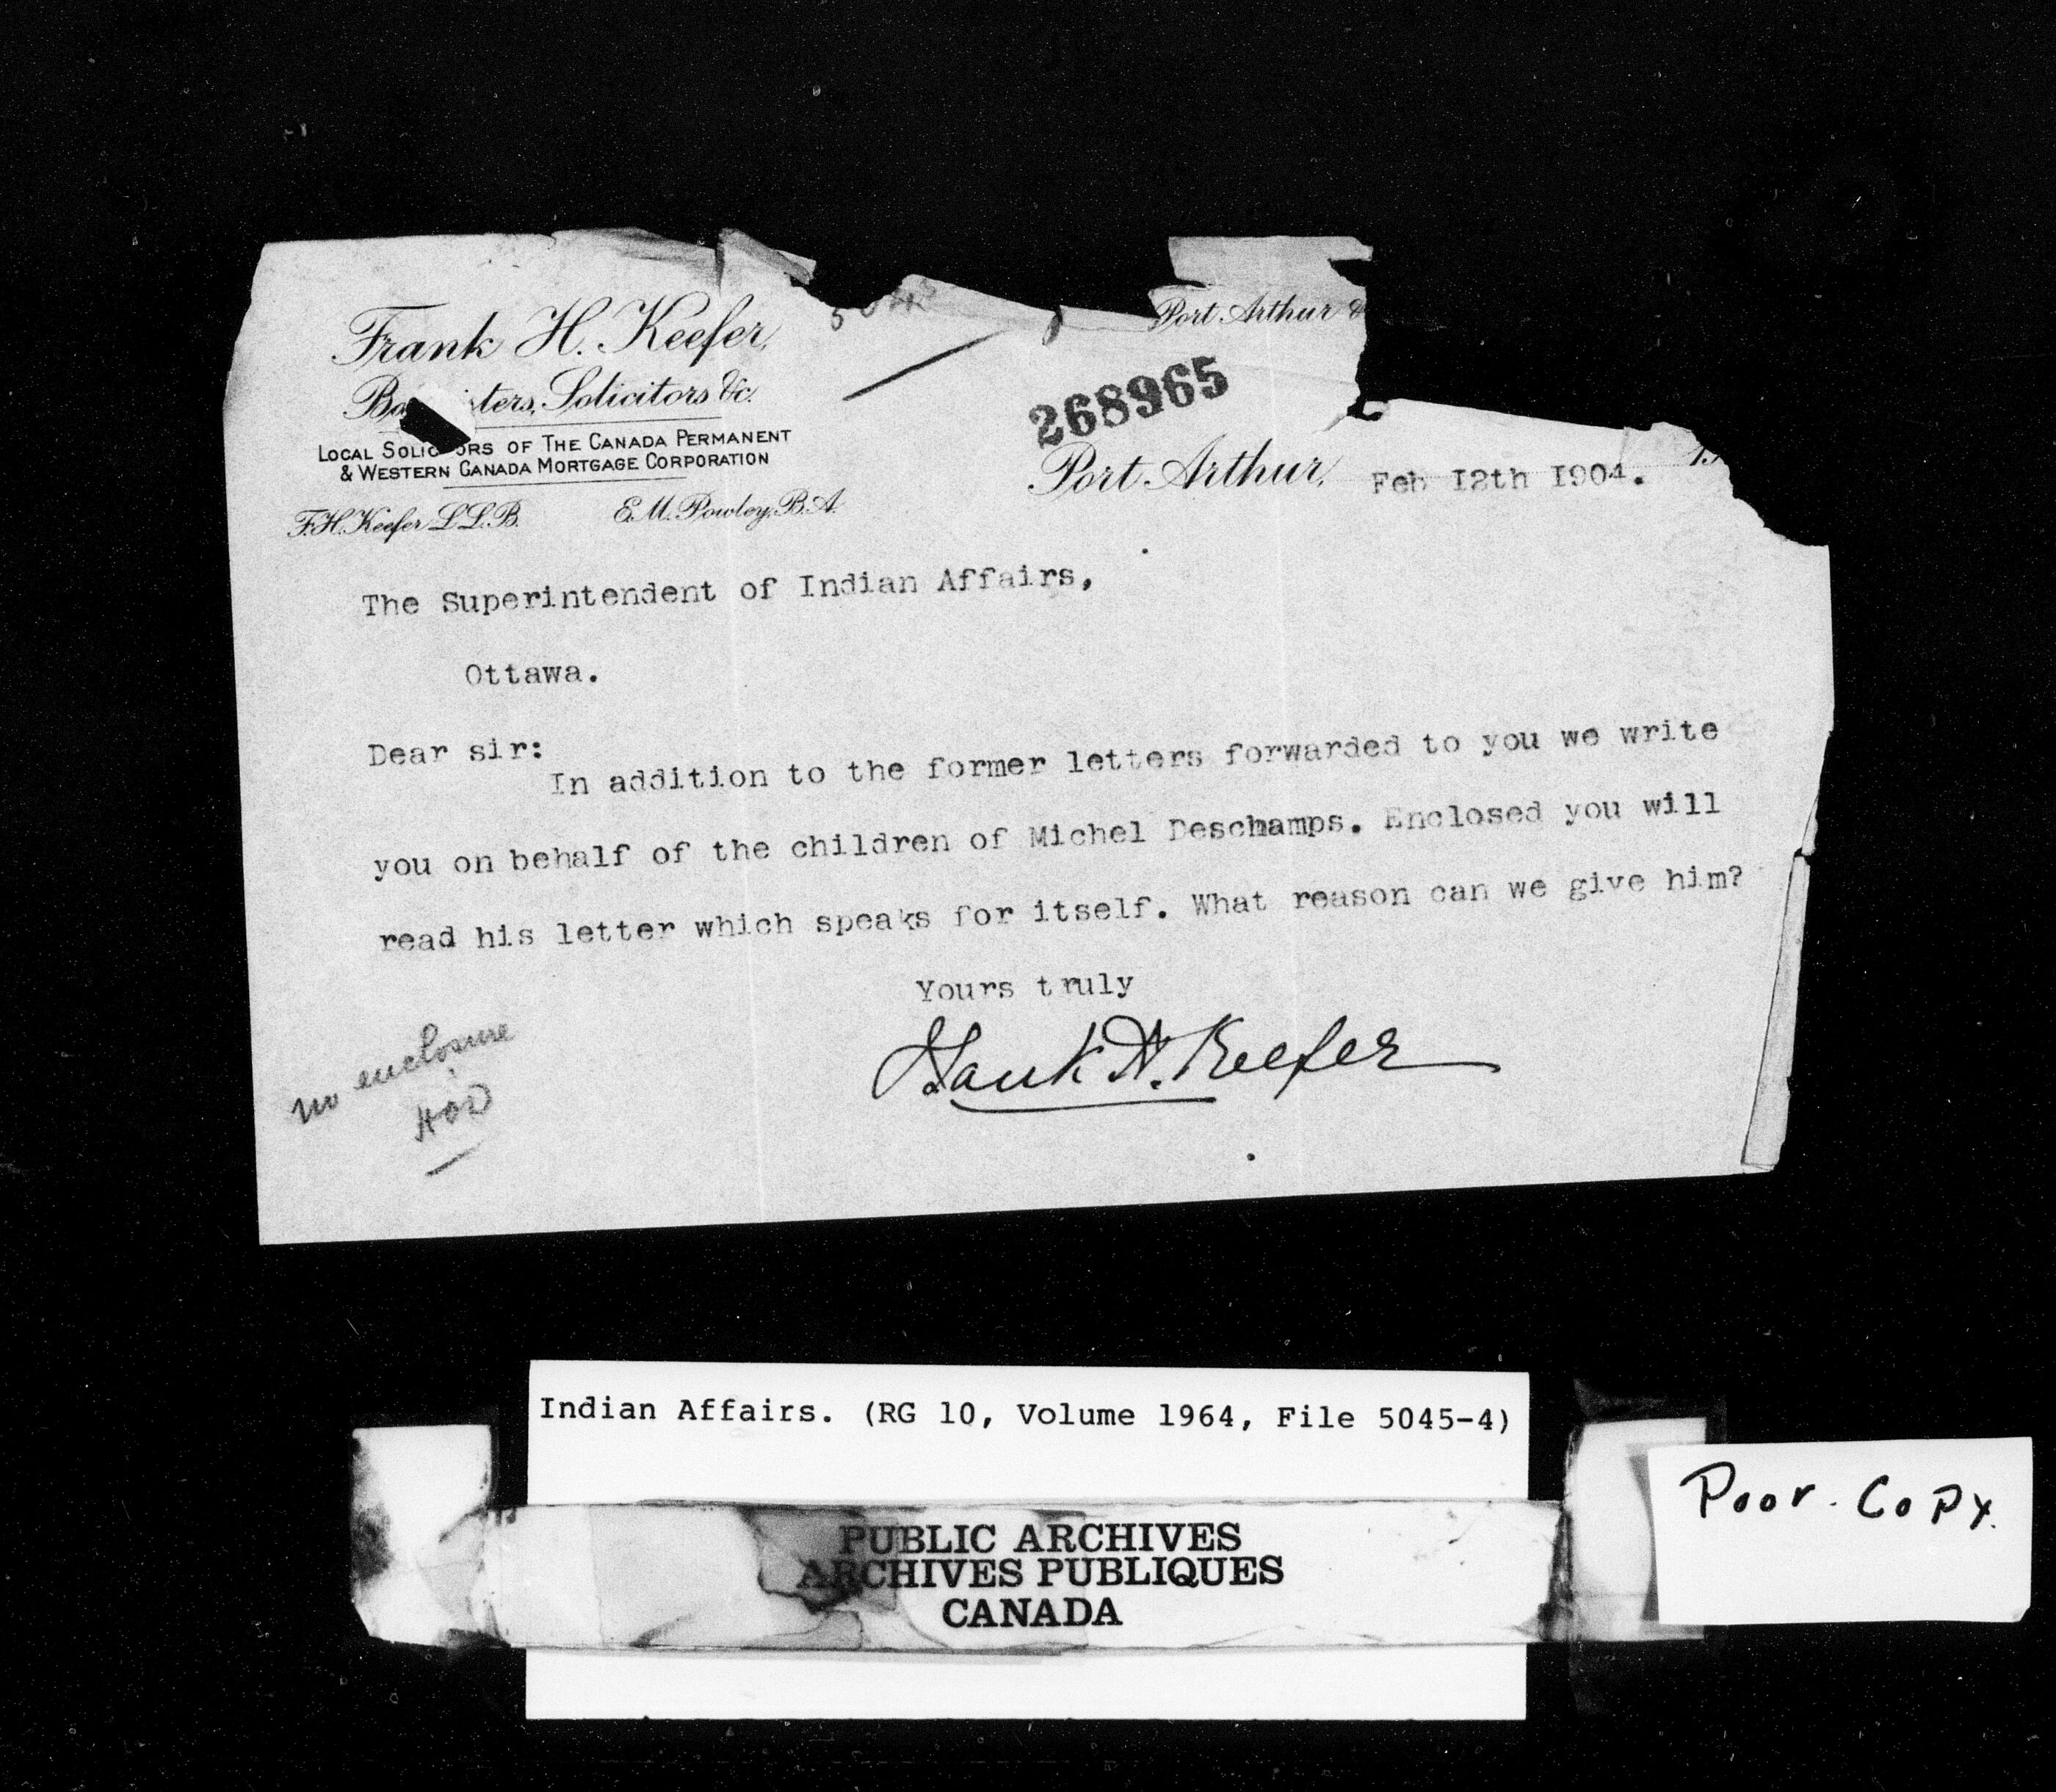 Port Arthur &
Frank H. Keefer,
Barristers, Solicitors &c.
268965
LOCAL SOLICITORS OF THE CANADA PERMANENT
& WESTERN CANADA MORTGAGE CORPORATION
Port Arthur, Feb 12th 1904.
F.H. Keefer L.L.B. E.M. Powley, B.A.
The Superintendent of Indian Affairs,
Ottawa.
Dear sir:
In addition to the former letters forwarded to you we write
you on behalf of the children of Michel Deschamps. Enclosed you will
read his letter which speaks for itself. What reason can we give him?
Yours truly
Frank H. Keefer
no enclosure
Indian Affairs. (RG 10, Volume 1964, File 5045-4)
Poor Copy.
PUBLIC ARCHIVES
ARCHIVES PUBLIQUES
CANADA